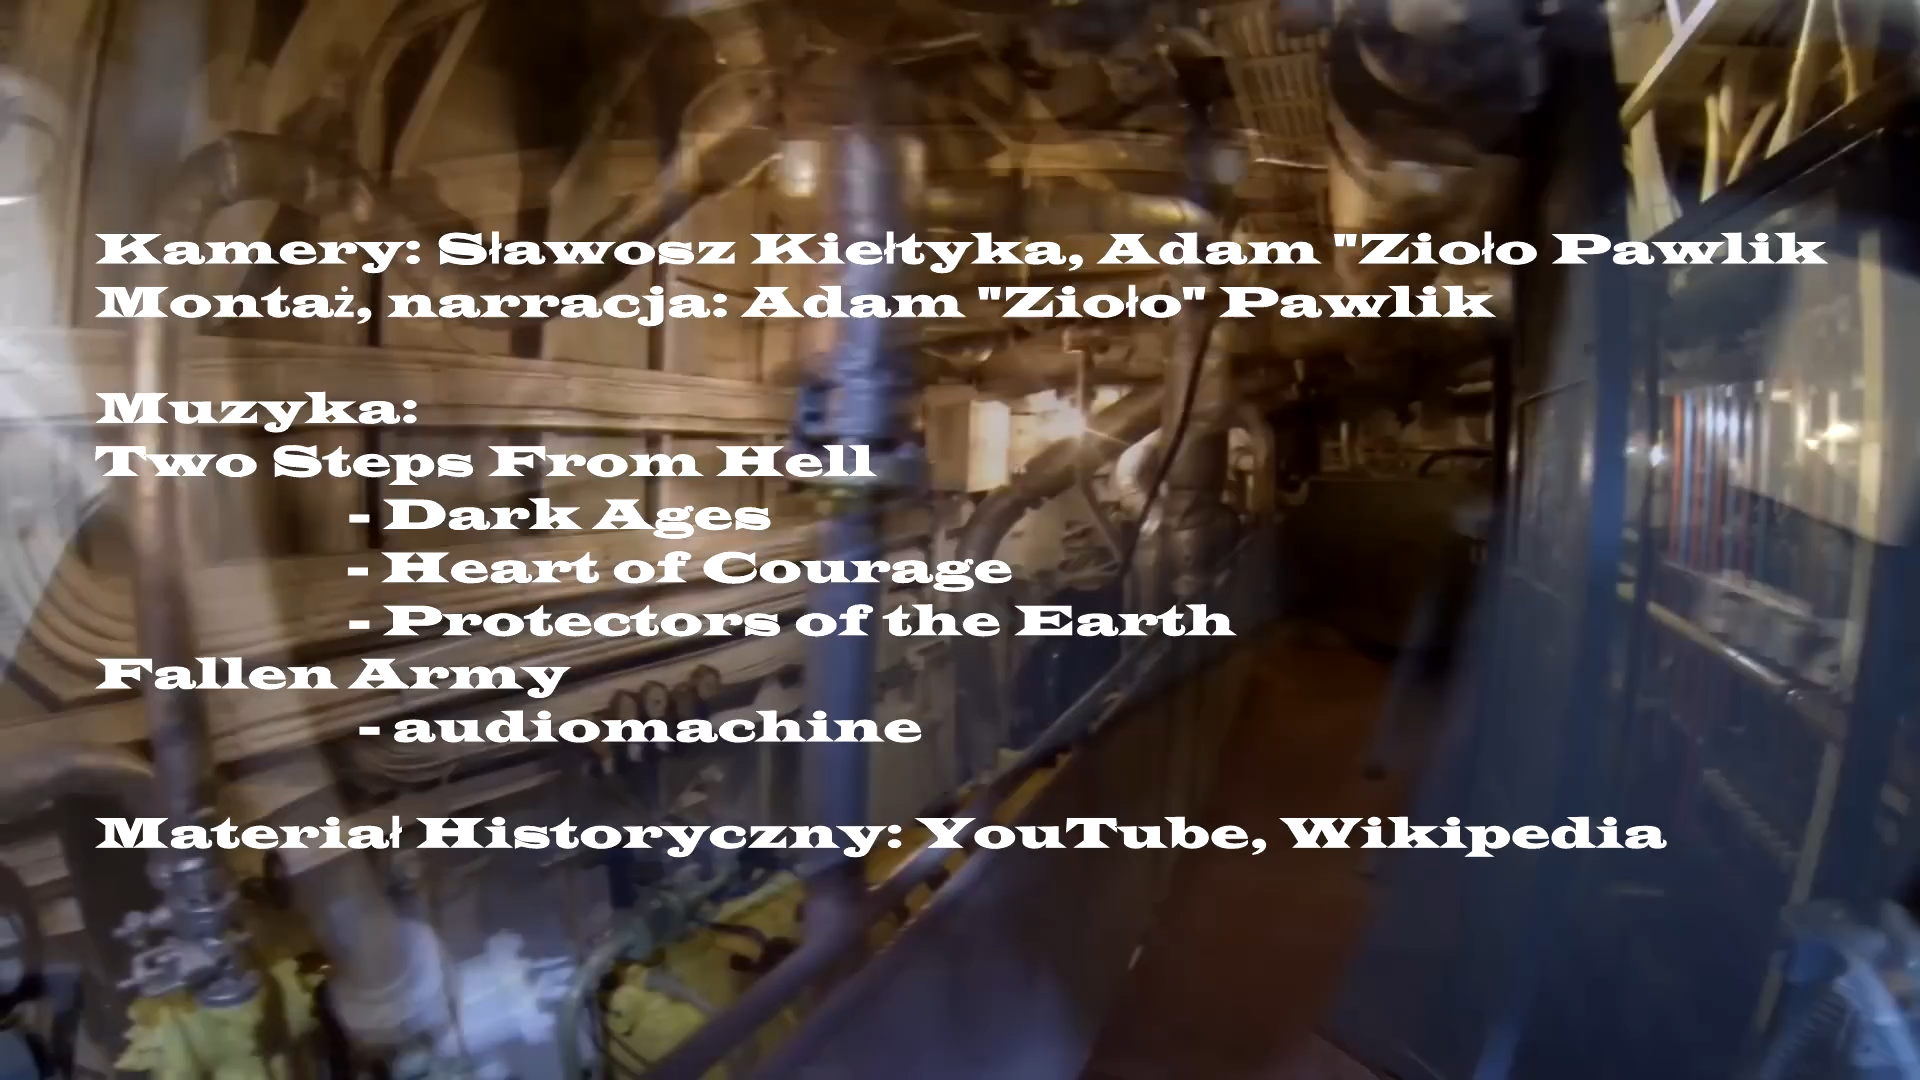 Kamery: Sławosz Kiełtyka, Adam "Zioło Pawlik
Montaż, narracja: Adam "Zioło" Pawlik
Muzyka:
Two Steps From Hell
- Dark Ages
- Heart of Courage
- Protectors of the Earth
Fallen Army
- audiomachine
Materiał Historyczny: YouTube, Wikipedia